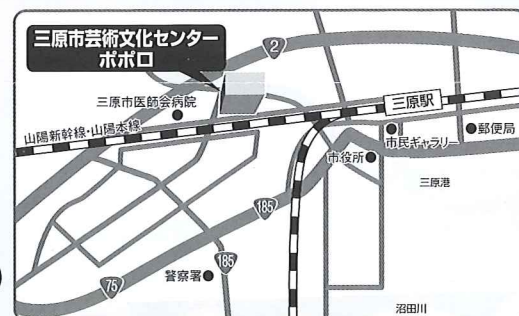 三原市芸術文化センター
ポポロ
2
三原市医師会病院
三原駅
山陽新幹線・山陽本線
市民ギャラリー
郵便局
市役所
三原港
185
185
75
警察署
沼田川